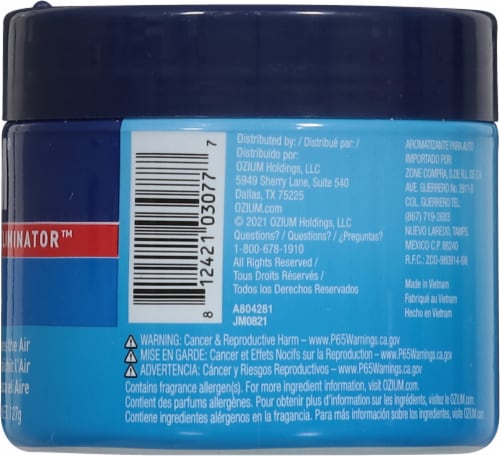 LIMINATOR™
the Air
l'Air
el Aire
127g
8 12421 03077 7
Distributed by: / Distribué par: /
Distribuido por:
OZIUM Holdings, LLC
5949 Sherry Lane, Suite 540
Dallas, TX 75225
OZIUM.com
© 2021 OZIUM Holdings, LLC
Questions? / Questions? / ¿Preguntas?
1-800-678-1910
All Rights Reserved /
Tous Droits Réservés /
Todos los Derechos Reservados
A804281
JM0821
AROMATIZANTE PARA AUTO
IMPORTADO POR:
ZONE COMPRA, S.DE R.L. DE C.V.
AVE. GUERRERO No. 2911-B
COL. GUERRERO TEL.:
(867) 719-2683
NUEVO LAREDO, TAMPS.
MEXICO C.P. 88240
R.F.C.: ZCO-980914-
Made in Vietnam
Fabriqué au Vietnam
Hecho en Vietnam
WARNING: Cancer & Reproductive Harm – www.P65Warnings.ca.gov
MISE EN GARDE: Cancer et Effets Nocifs sur la Reproduction – www.P65Warnings.ca.gov
ADVERTENCIA: Cáncer y Riesgos Reproductivos – www.P65Warnings.ca.gov
Contains fragrance allergen(s). For more ingredient information, visit OZIUM.com.
Contient des parfums allergènes. Pour obtenir plus d'information sur les ingrédients, visite OZIUM.com.
Contiene ingredientes alérgenos en la fragancia. Para más información sobre los ingredientes, visite OZIUM.com.